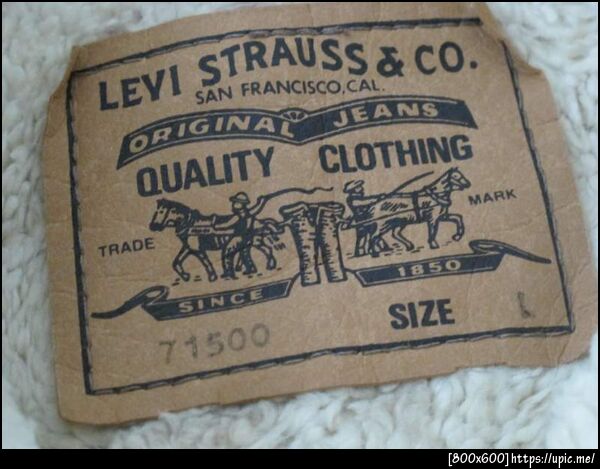 LEVI STRAUSS & CO.
SAN FRANCISCO, CAL.
ORIGINAL JEANS
QUALITY CLOTHING
TRADE MARK
SINCE 1850
71500 SIZE L
[800x600]https://upic.me/